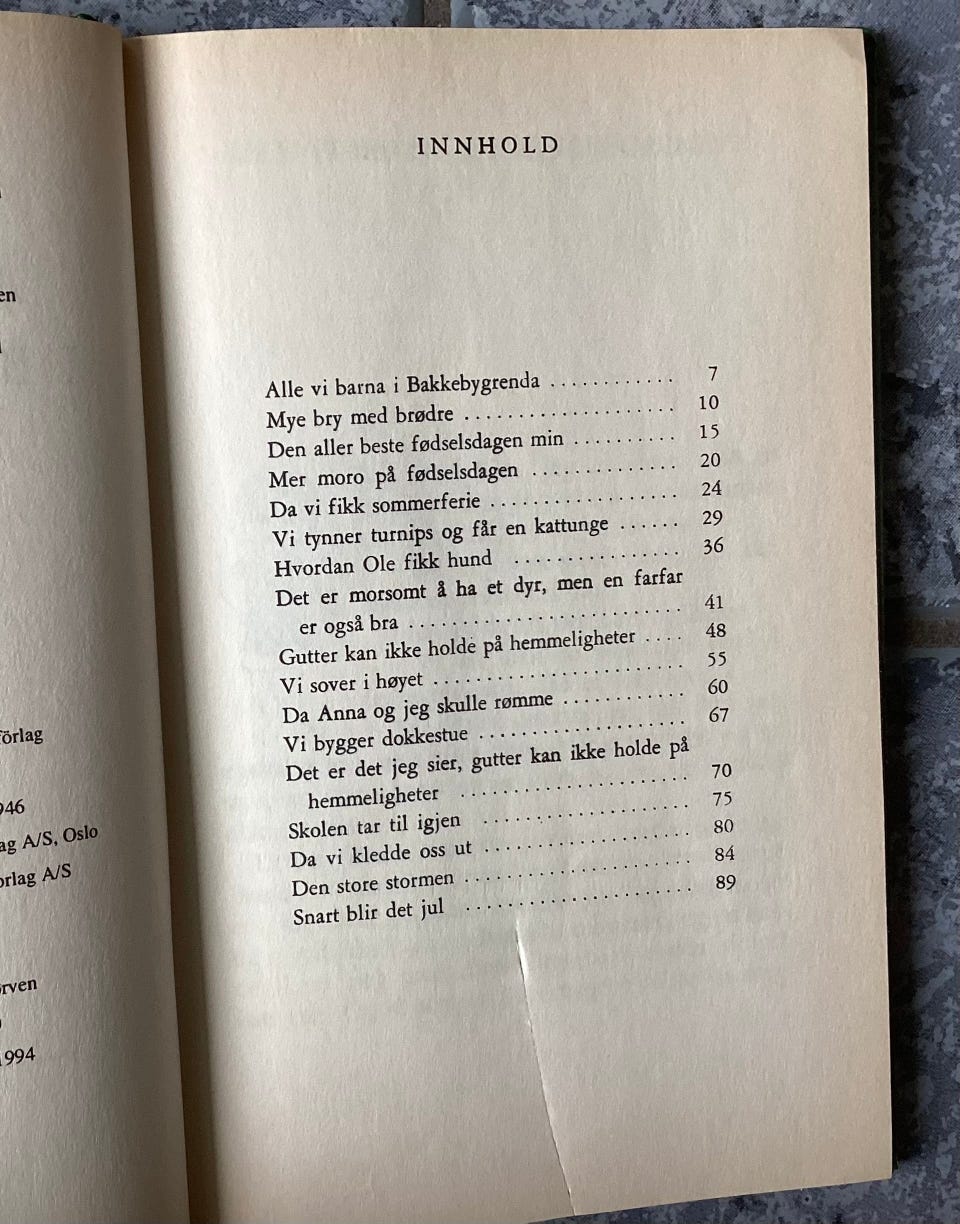 en
förlag
946
ag A/S, Oslo
orlag A/S
rven
1994
INNHOLD
Alle vi barna i Bakkebygrenda ............ 7
Mye bry med brødre .................... 10
Den aller beste fødselsdagen min .......... 15
Mer moro på fødselsdagen .............. 20
Da vi fikk sommerferie .................. 24
Vi tynner turnips og får en kattunge ...... 29
Hvordan Ole fikk hund ................ 36
Det er morsomt å ha et dyr, men en farfar
er også bra ......................... 41
Gutter kan ikke holde på hemmeligheter .... 48
Vi sover i høyet ........................ 55
Da Anna og jeg skulle rømme ............ 60
Vi bygger dokkestue .................... 67
Det er det jeg sier, gutter kan ikke holde på
hemmeligheter ...................... 70
Skolen tar til igjen .................... 75
Da vi kledde oss ut .................... 80
Den store stormen ...................... 84
Snart blir det jul ...................... 89